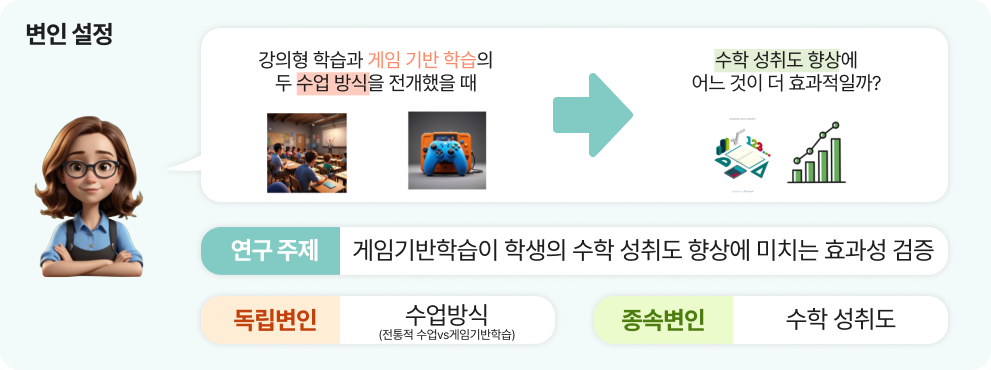 변인 설정
강의형 학습과 게임 기반 학습의
두 수업 방식을 전개했을 때
수학 성취도 향상에
어느 것이 더 효과적일까?
123...
연구 주제
게임기반학습이 학생의 수학 성취도 향상에 미치는 효과성 검증
독립변인
수업방식
(전통적 수업vs게임기반학습)
종속변인
수학 성취도